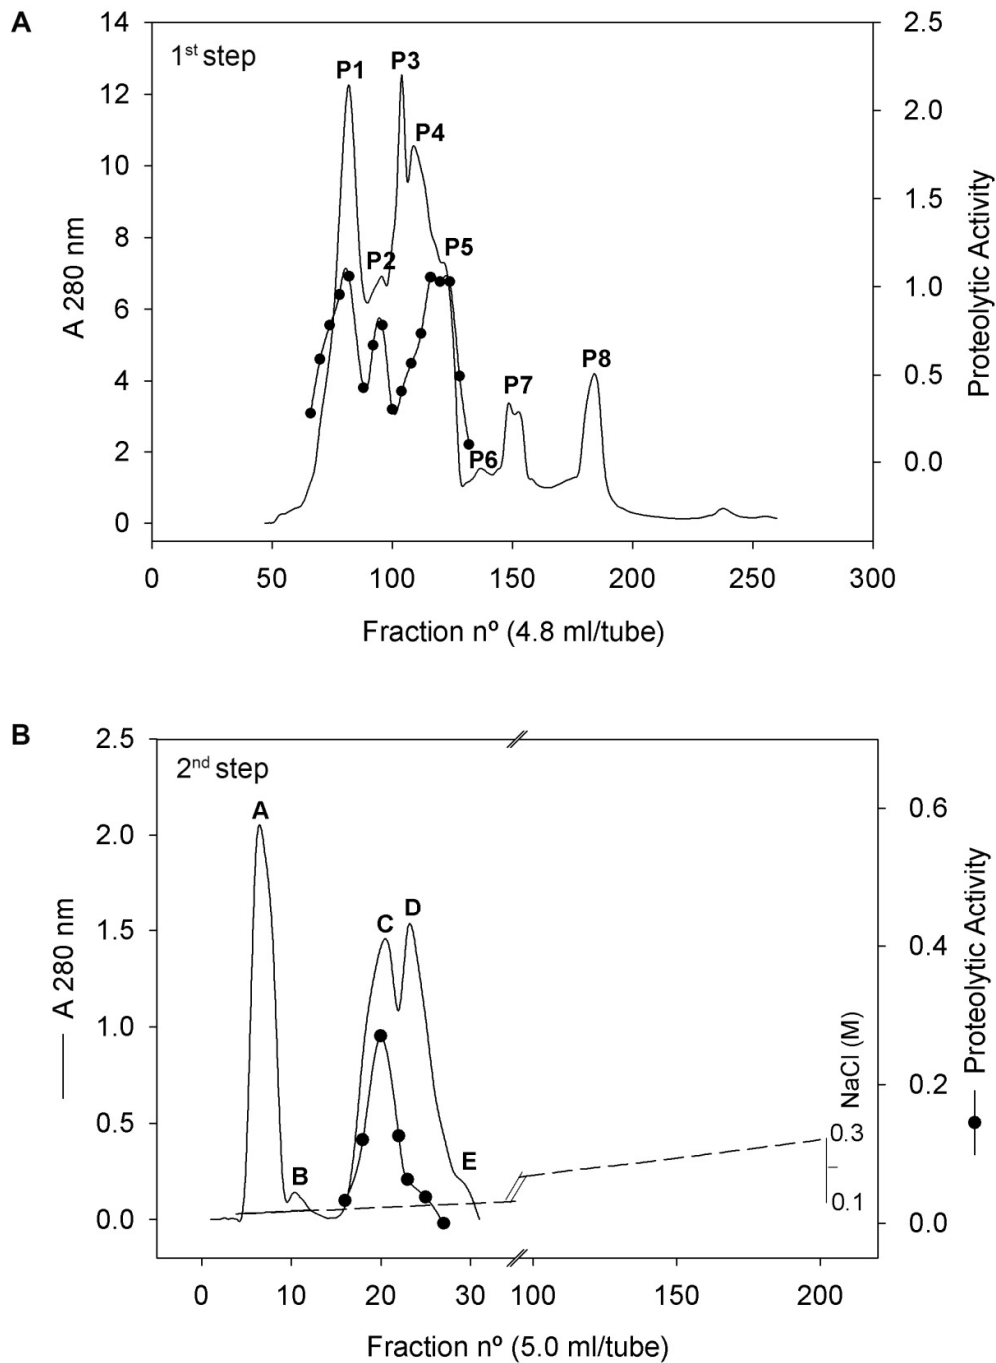 A
1st step
P1
P3
P4
P2
P5
P6
P7
P8
14
12
10
8
6
4
2
0
A 280 nm
2.5
2.0
1.5
1.0
0.5
0.0
Proteolytic Activity
0 50 100 150 200 250 300
Fraction nº (4.8 ml/tube)
B
2nd step
A
B
C
D
E
2.5
2.0
1.5
1.0
0.5
0.0
A 280 nm
NaCl (M)
0.3
0.1
0.6
0.4
0.2
0.0
Proteolytic Activity
0 10 20 30 100 150 200
Fraction nº (5.0 ml/tube)